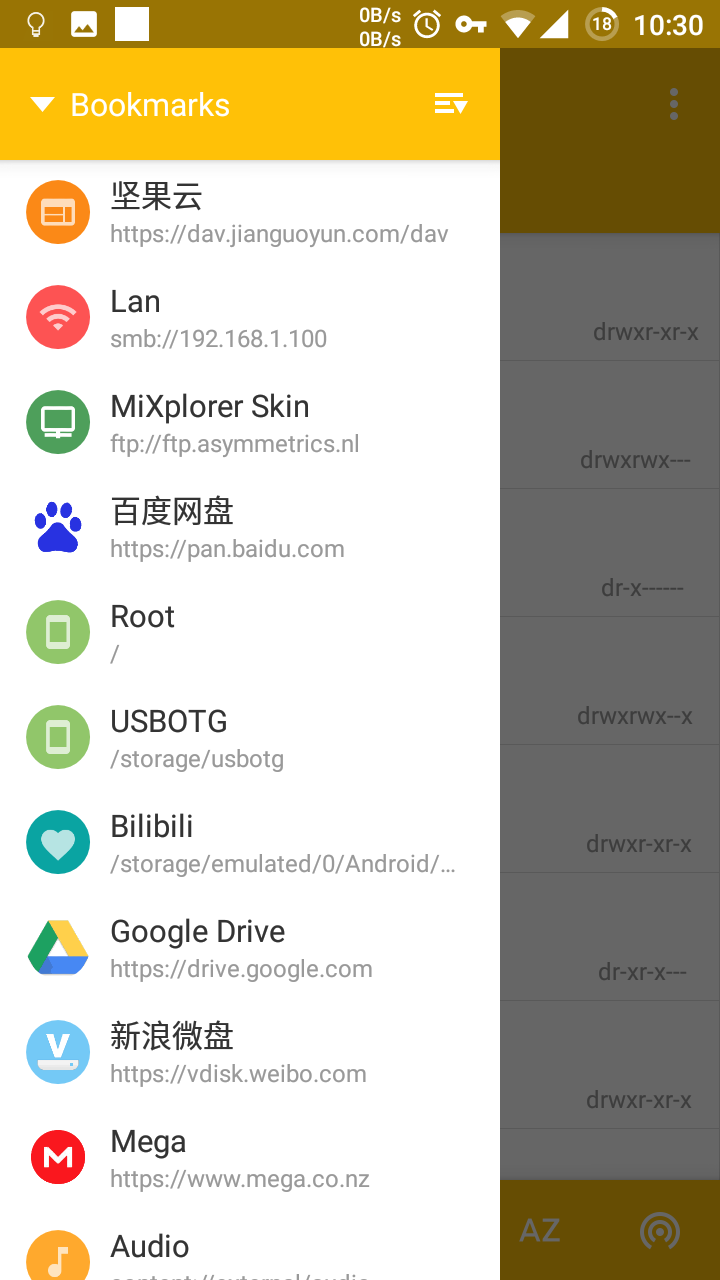 0B/s
0B/s
18
10:30
Bookmarks
坚果云
https://dav.jianguoyun.com/dav
Lan
smb://192.168.1.100
drwxr-xr-x
MiXplorer Skin
ftp://ftp.asymmetrics.nl
drwxrwx---
百度网盘
https://pan.baidu.com
dr-x------
Root
/
USBOTG
/storage/usbotg
drwxrwx--x
Bilibili
/storage/emulated/0/Android/…
drwxr-xr-x
Google Drive
https://drive.google.com
dr-xr-x---
新浪微盘
https://vdisk.weibo.com
drwxr-xr-x
Mega
https://www.mega.co.nz
Audio
AZ